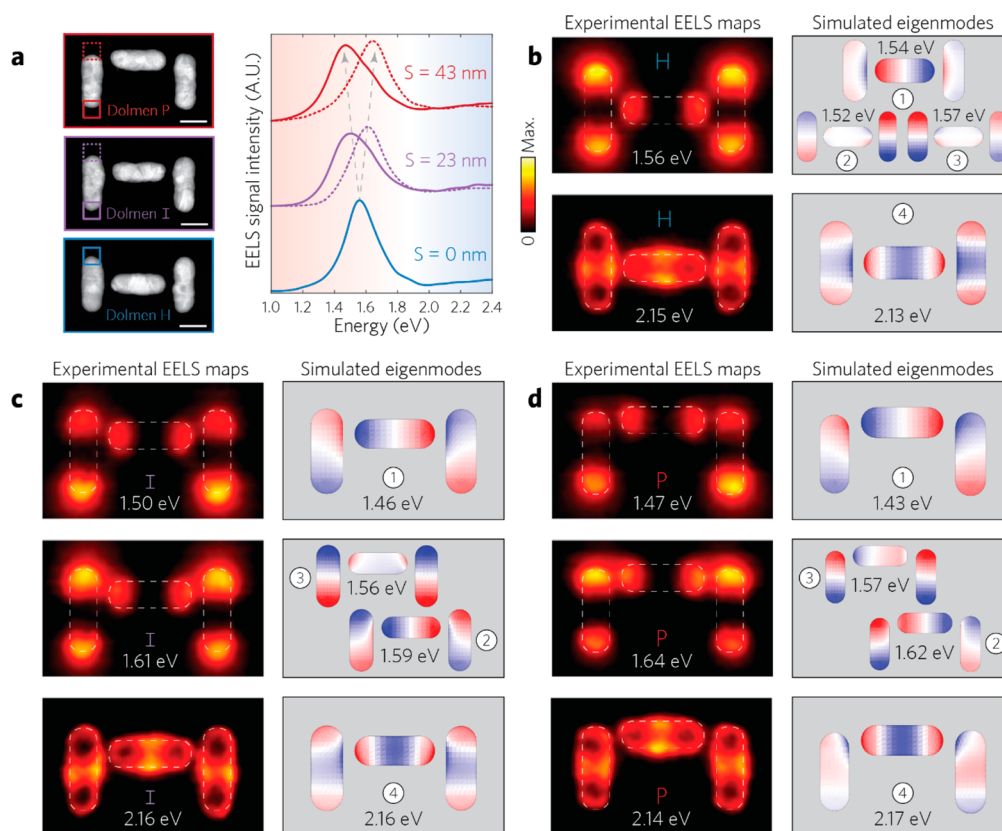 a
Dolmen P
Dolmen I
Dolmen H
EELS signal intensity (A.U.)
S = 43 nm
S = 23 nm
S = 0 nm
1.0 1.2 1.4 1.6 1.8 2.0 2.2 2.4
Energy (eV)
b
Experimental EELS maps
Simulated eigenmodes
0
Max.
H
1.56 eV
1.54 eV
1
1.52 eV
2
1.57 eV
3
H
2.15 eV
4
2.13 eV
c
Experimental EELS maps
Simulated eigenmodes
I
1.50 eV
1
1.46 eV
I
1.61 eV
3
1.56 eV
1.59 eV
2
I
2.16 eV
4
2.16 eV
d
Experimental EELS maps
Simulated eigenmodes
P
1.47 eV
1
1.43 eV
P
1.64 eV
3
1.57 eV
1.62 eV
2
P
2.14 eV
4
2.17 eV